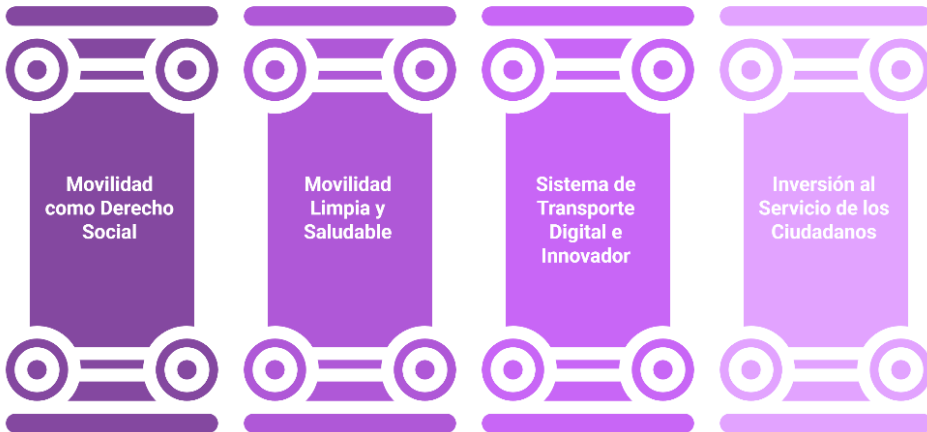 Movilidad
como Derecho
Social
Movilidad
Limpia y
Saludable
Sistema de
Transporte
Digital e
Innovador
Inversión al
Servicio de los
Ciudadanos